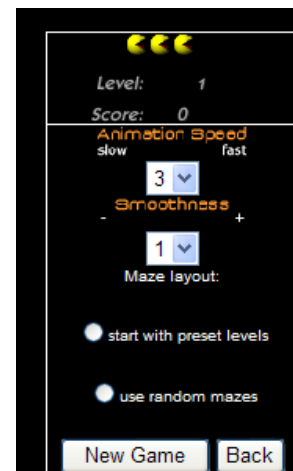 Level: 1
Score: 0
Animation Speed
slow fast
3
Smoothness
- +
1
Maze layout:
start with preset levels
use random mazes
New Game Back